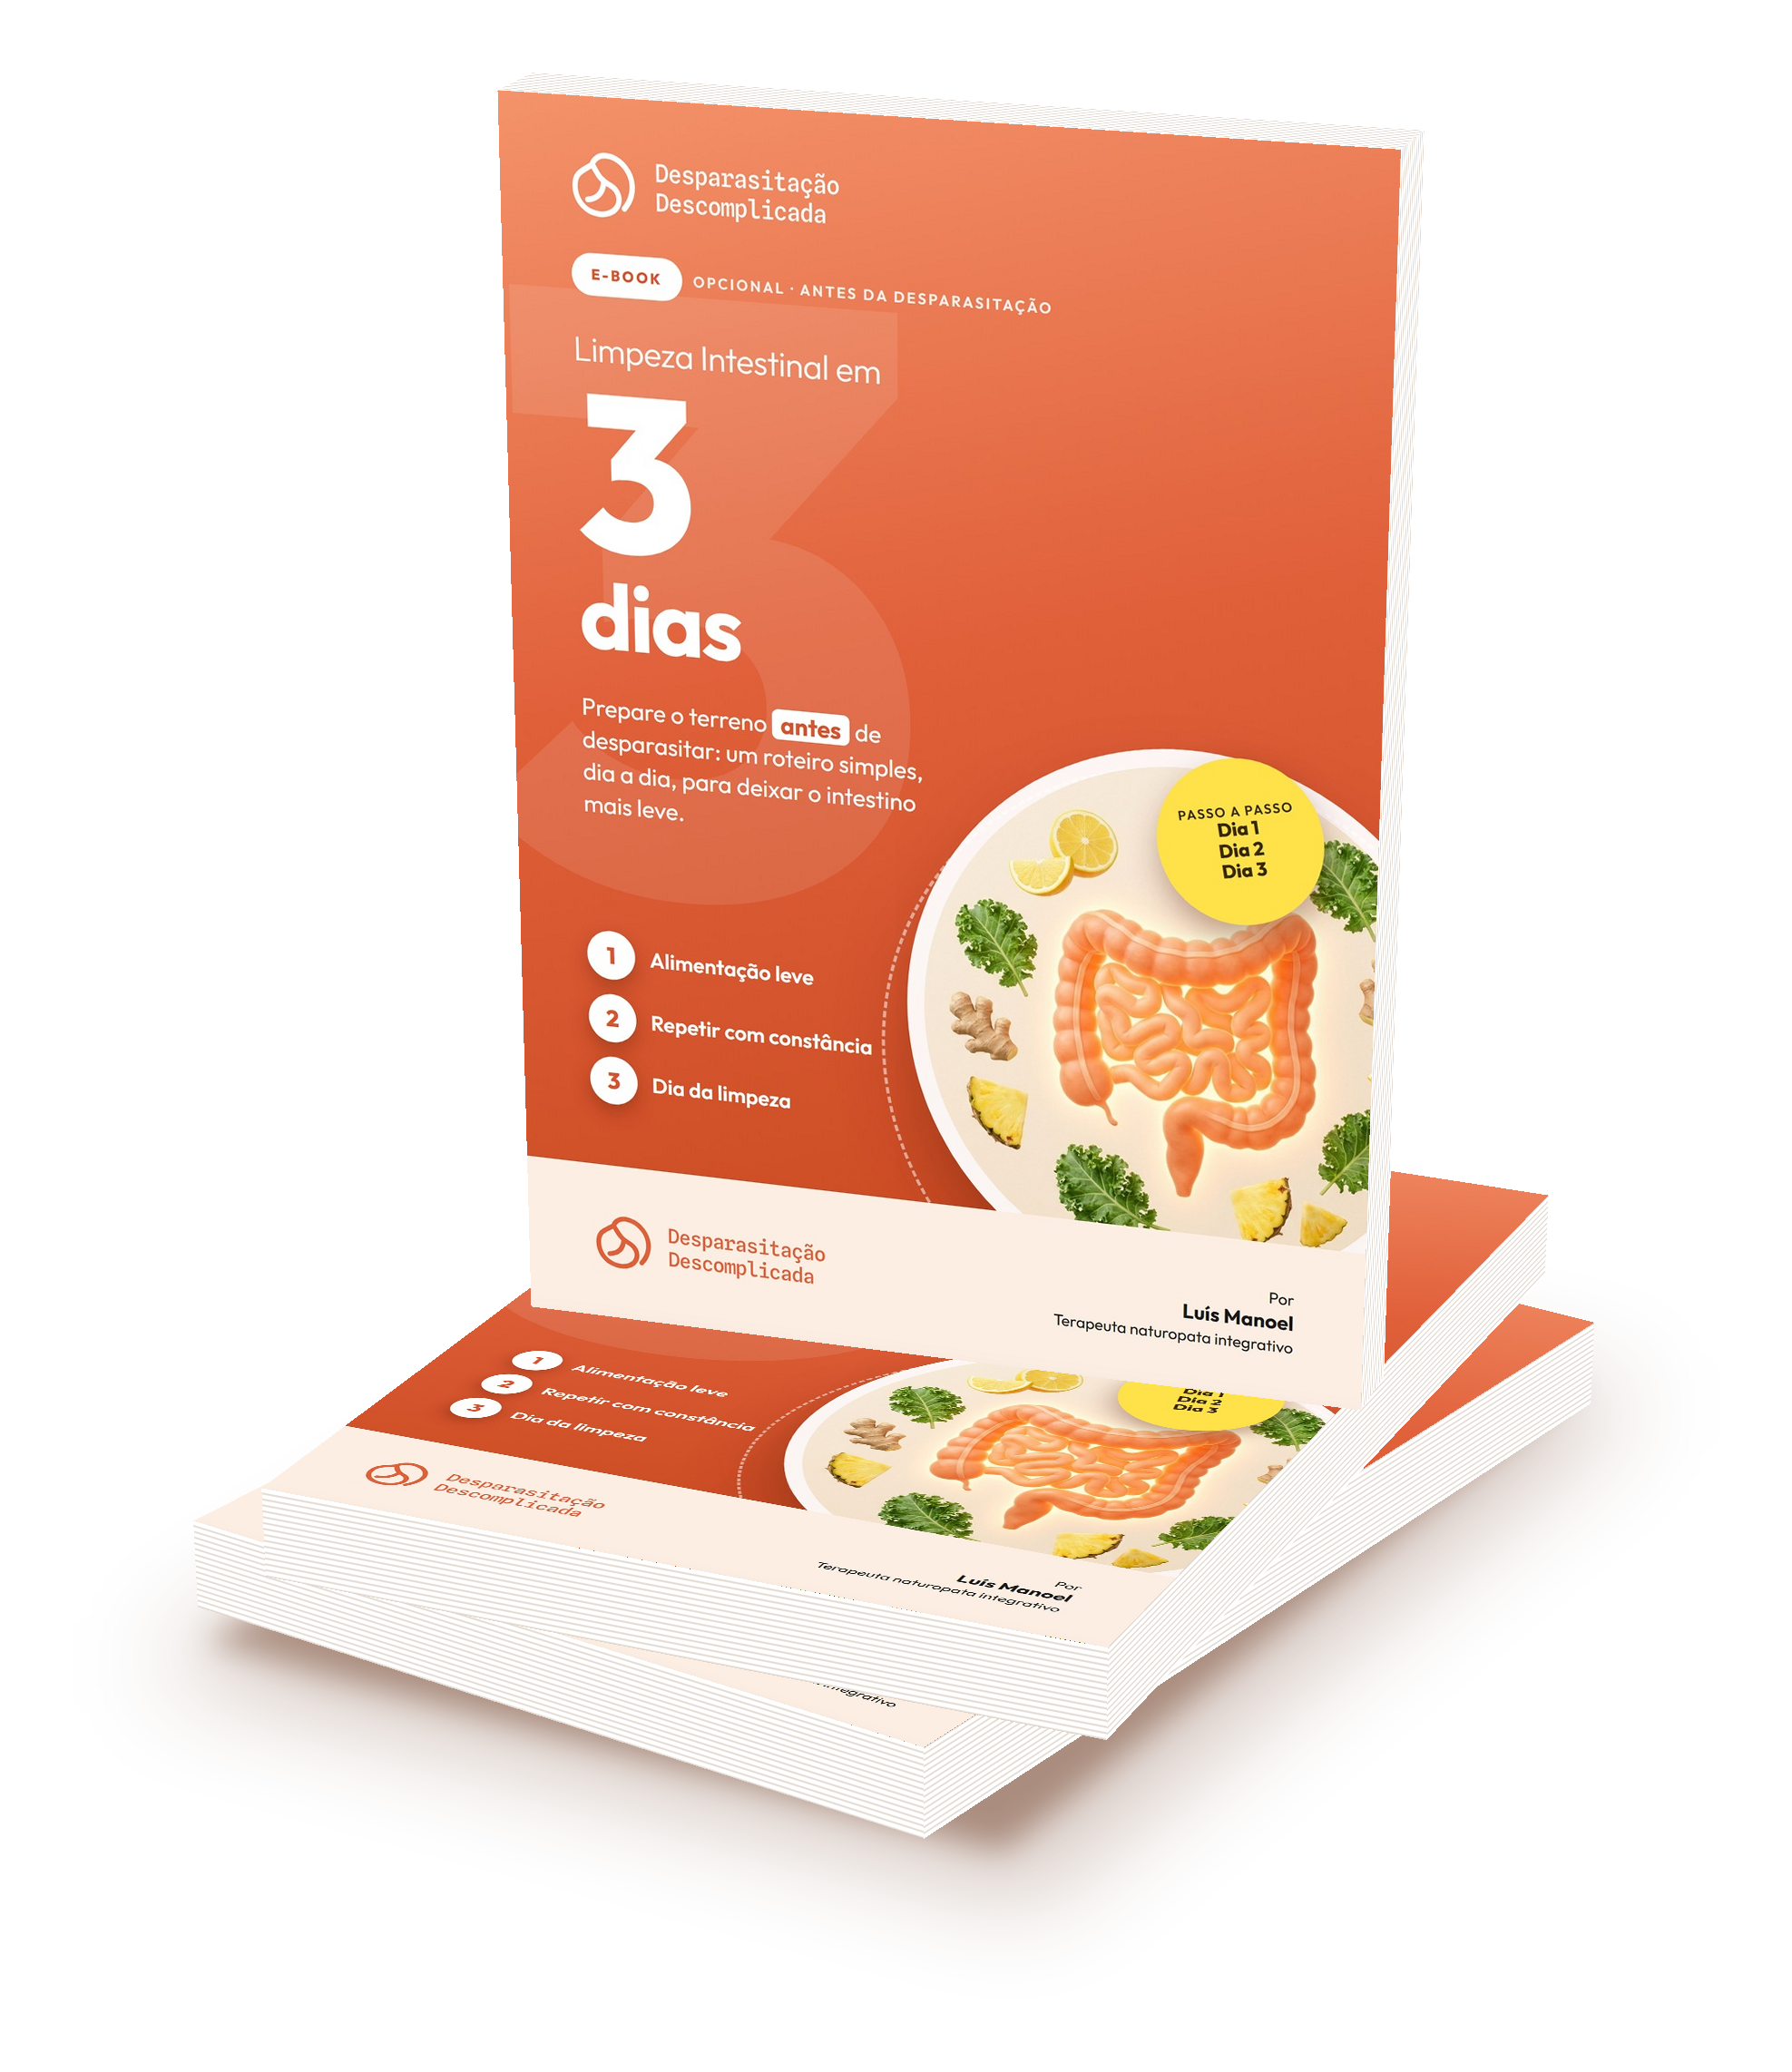 Desparasitação
Descomplicada
E-BOOK OPCIONAL · ANTES DA DESPARASITAÇÃO
Limpeza Intestinal em
3
dias
Prepare o terreno antes de
desparasitar: um roteiro simples,
dia a dia, para deixar o intestino
mais leve.
PASSO A PASSO
Dia 1
Dia 2
Dia 3
1 Alimentação leve
2 Repetir com constância
3 Dia da limpeza
Desparasitação
Descomplicada
Por
Luís Manoel
Terapeuta naturopata integrativo
1 Alimentação leve
2 Repetir com constância
3 Dia da limpeza
Dia 1
Dia 2
Dia 3
Desparasitação
Descomplicada
Por
Luís Manoel
Terapeuta naturopata integrativo